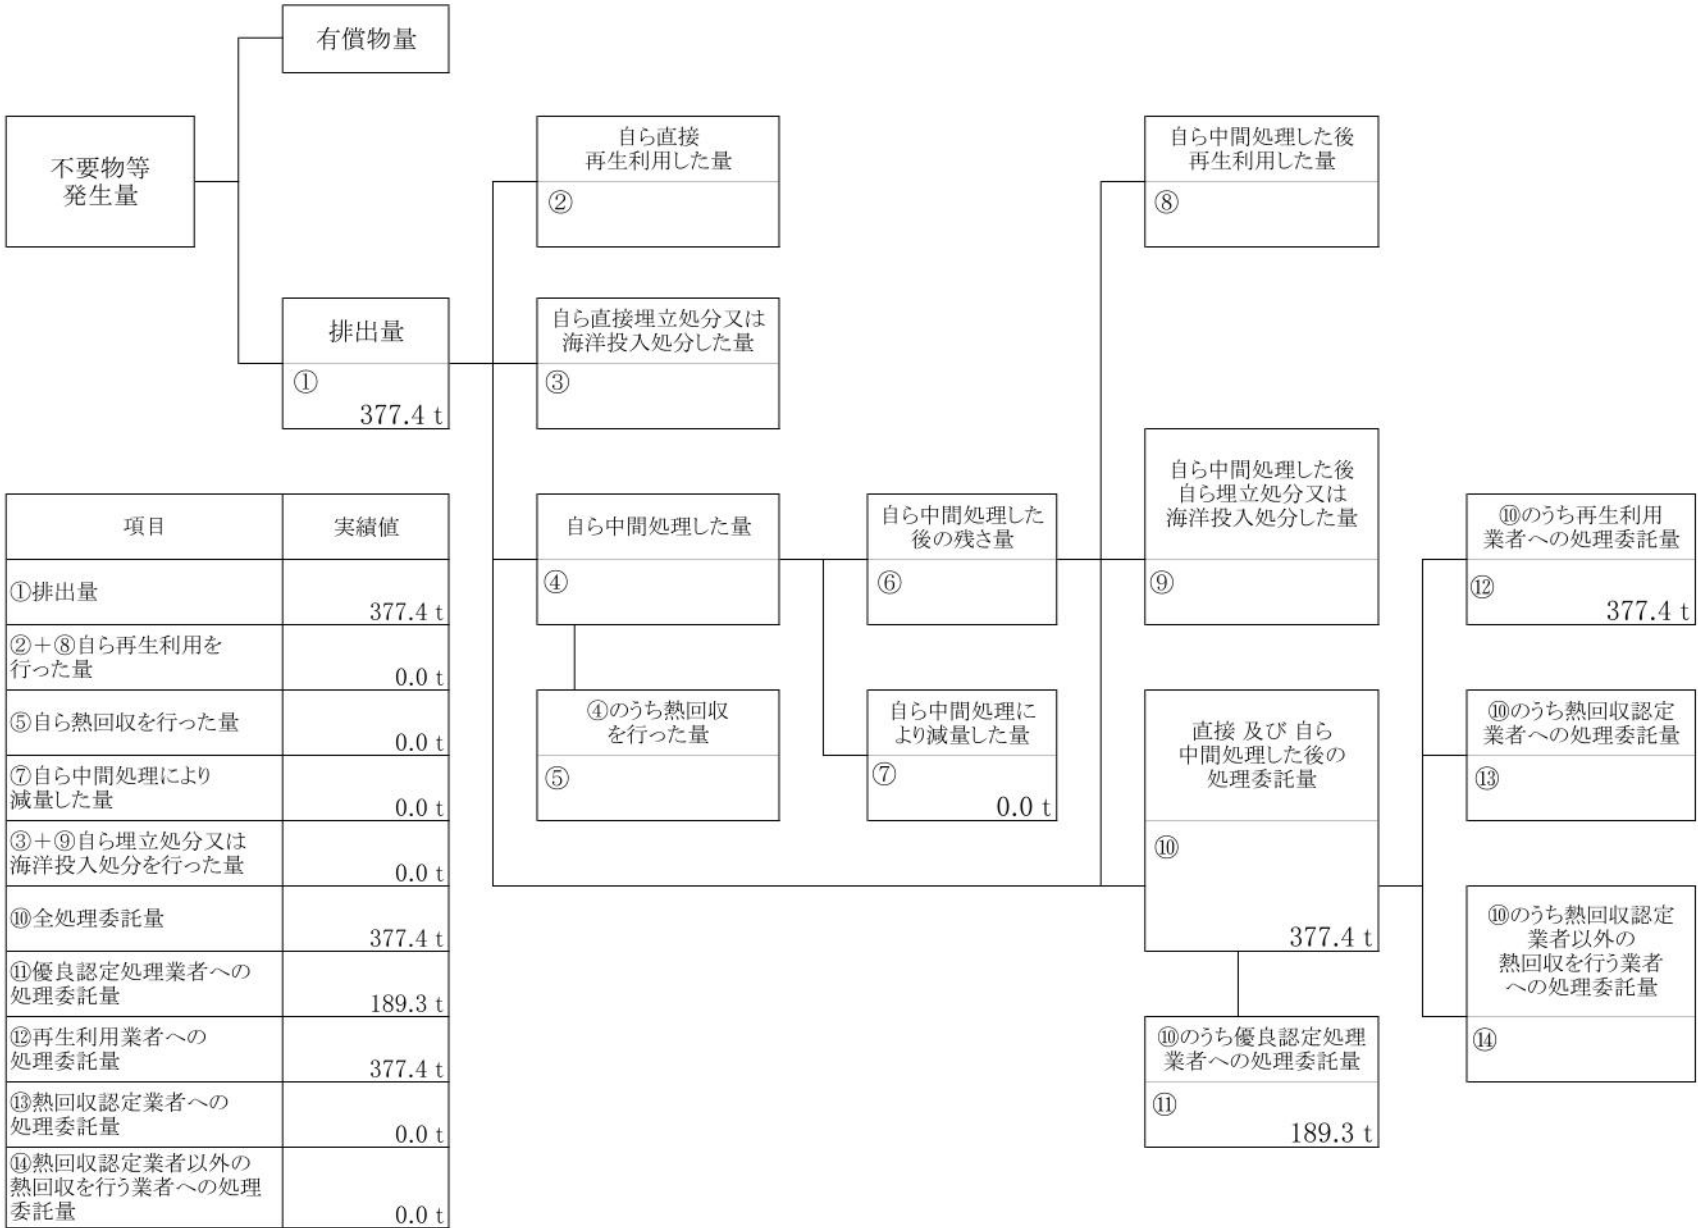 有償物量
不要物等
発生量
自ら直接
再生利用した量
②
自ら中間処理した後
再生利用した量
⑧
排出量
①
377.4 t
自ら直接埋立処分又は
海洋投入処分した量
③
自ら中間処理した量
④
自ら中間処理した
後の残さ量
⑥
自ら中間処理した後
自ら埋立処分又は
海洋投入処分した量
⑨
⑩のうち再生利用
業者への処理委託量
⑫
377.4 t
④のうち熱回収
を行った量
⑤
自ら中間処理に
より減量した量
⑦
0.0 t
直接 及び 自ら
中間処理した後の
処理委託量
⑩
377.4 t
⑩のうち熱回収認定
業者への処理委託量
⑬
⑩のうち熱回収認定
業者以外の
熱回収を行う業者
への処理委託量
⑭
⑩のうち優良認定処理
業者への処理委託量
⑪
189.3 t
項目 実績値
①排出量
377.4 t
②＋⑧自ら再生利用を
行った量
0.0 t
⑤自ら熱回収を行った量
0.0 t
⑦自ら中間処理により
減量した量
0.0 t
③＋⑨自ら埋立処分又は
海洋投入処分を行った量
0.0 t
⑩全処理委託量
377.4 t
⑪優良認定処理業者への
処理委託量
189.3 t
⑫再生利用業者への
処理委託量
377.4 t
⑬熱回収認定業者への
処理委託量
0.0 t
⑭熱回収認定業者以外の
熱回収を行う業者への処理
委託量
0.0 t